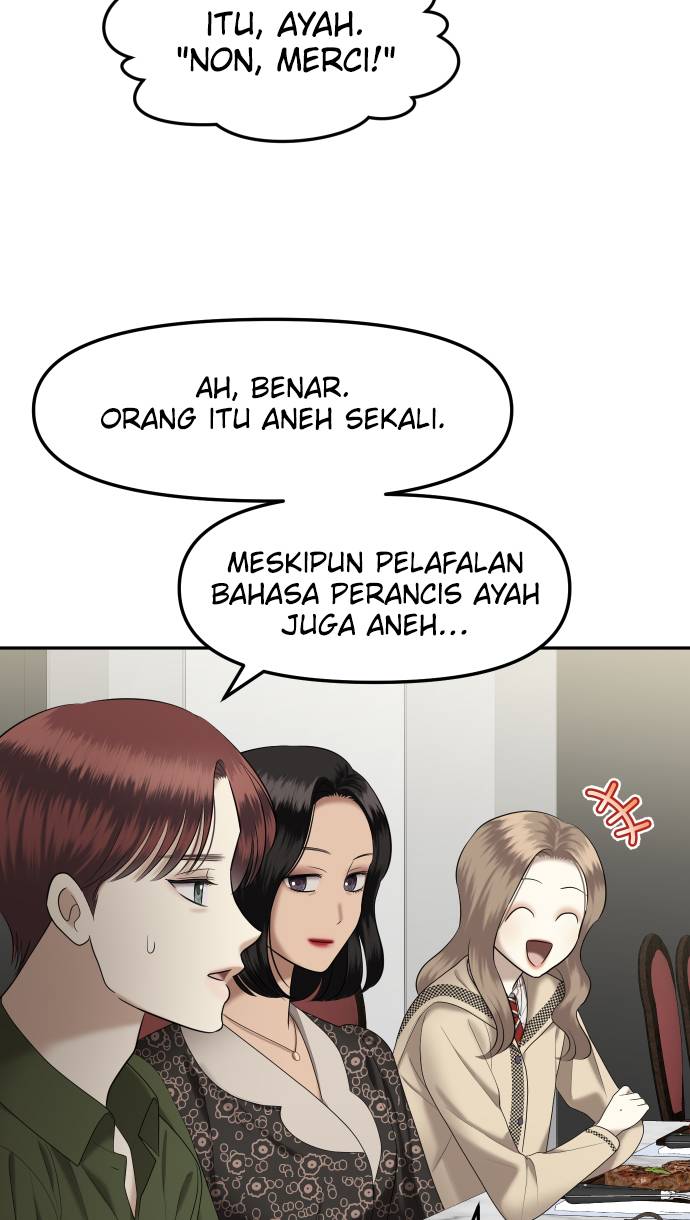 ITU, AYAH.
"NON, MERCI!"
AH, BENAR.
ORANG ITU ANEH SEKALI.
MESKIPUN PELAFALAN
BAHASA PERANCIS AYAH
JUGA ANEH...